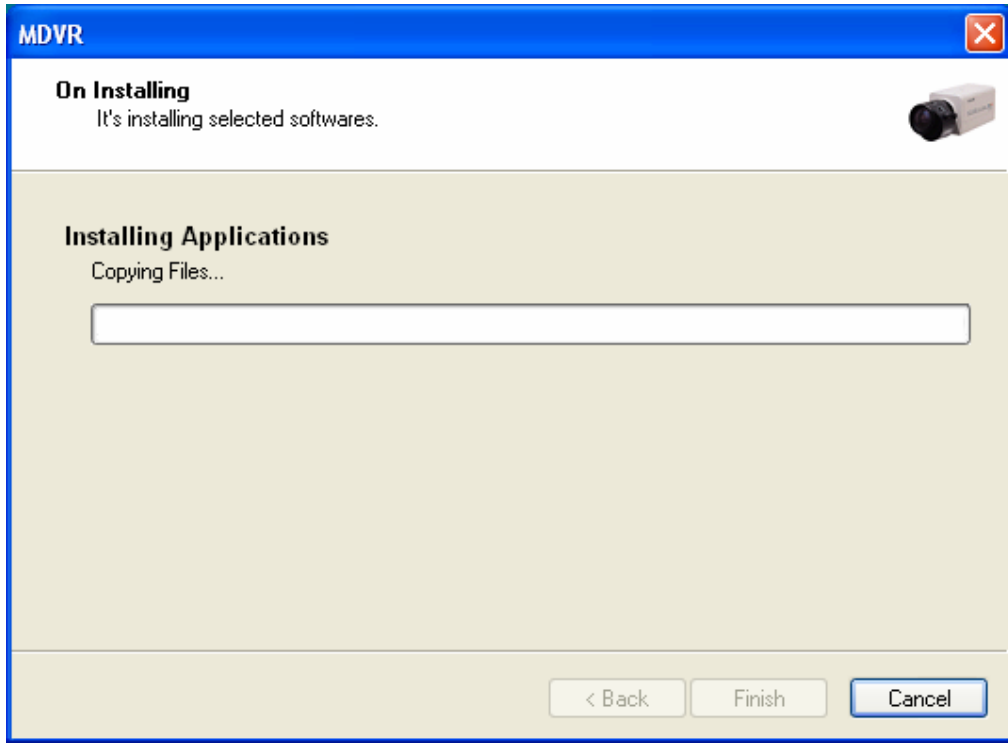 MDVR
On Installing
It's installing selected softwares.
Installing Applications
Copying Files...
< Back
Finish
Cancel